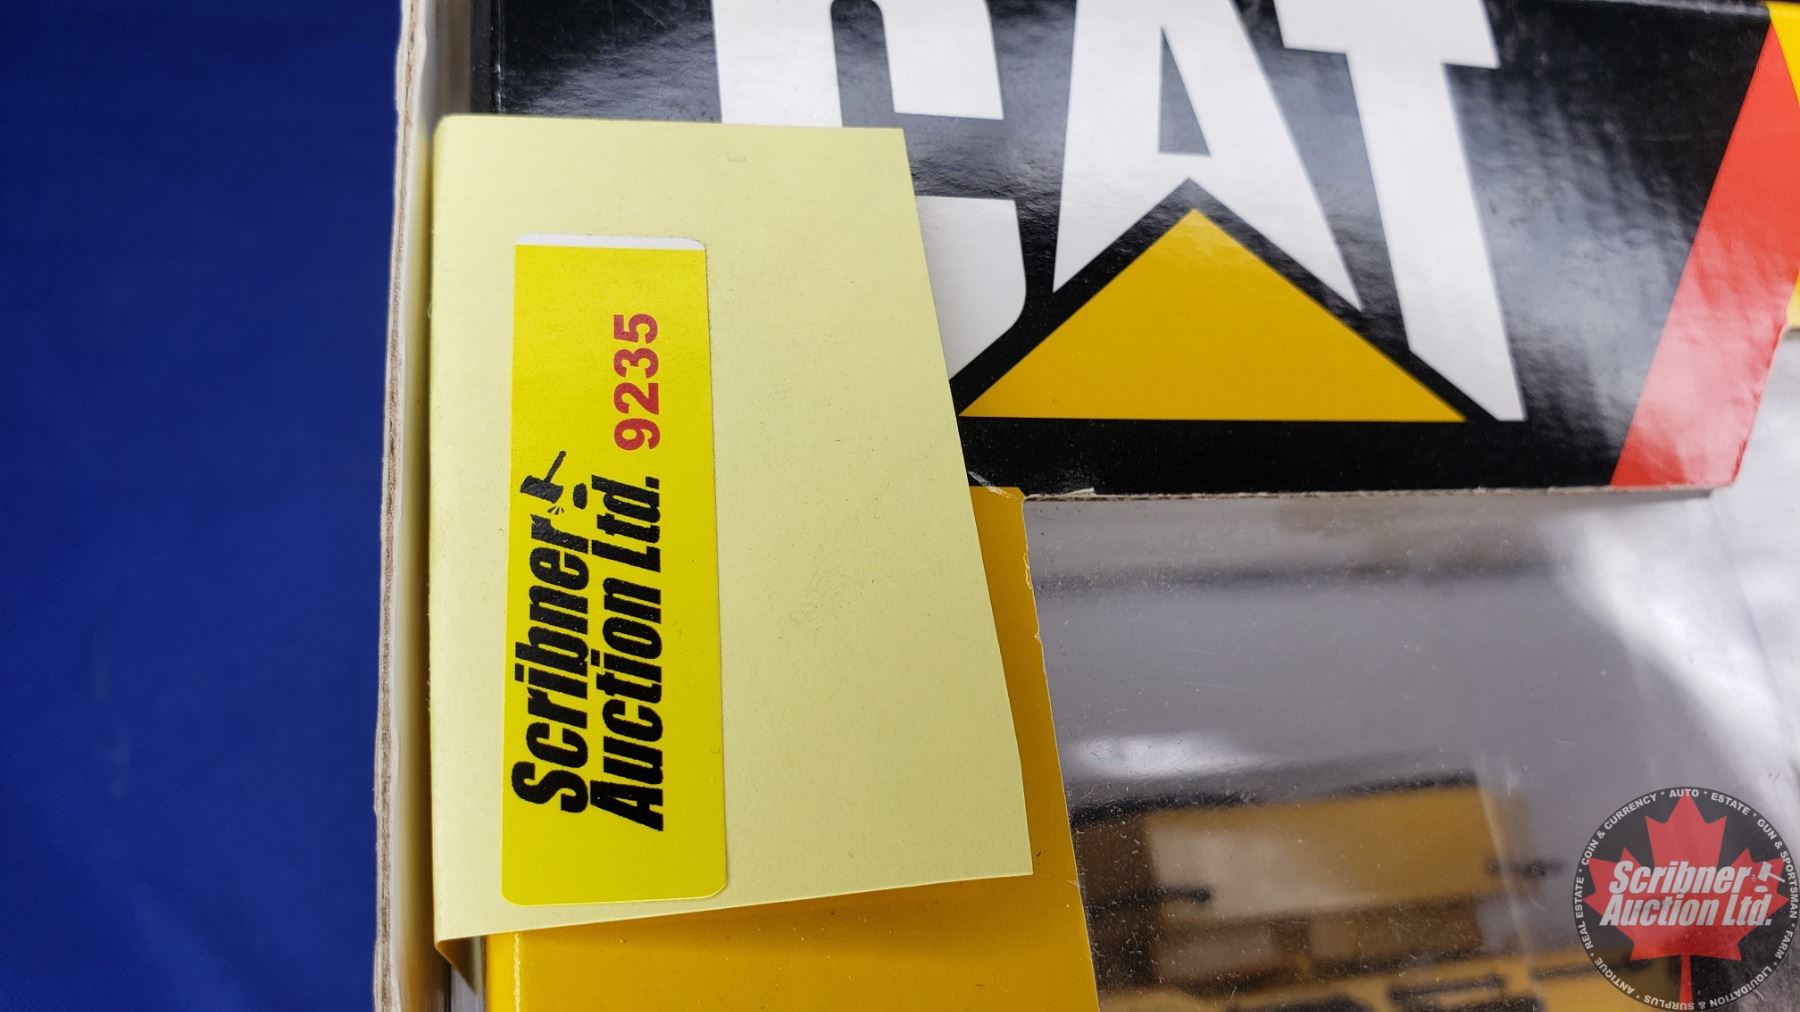 CAT
Scribner
Auction Ltd. 9235
Scribner
Auction Ltd.
REAL ESTATE * COIN & CURRENCY * AUTO * ESTATE * GUN & SPORTSMAN * FARM * LIQUIDATION & SURPLUS * ANTIQUE *